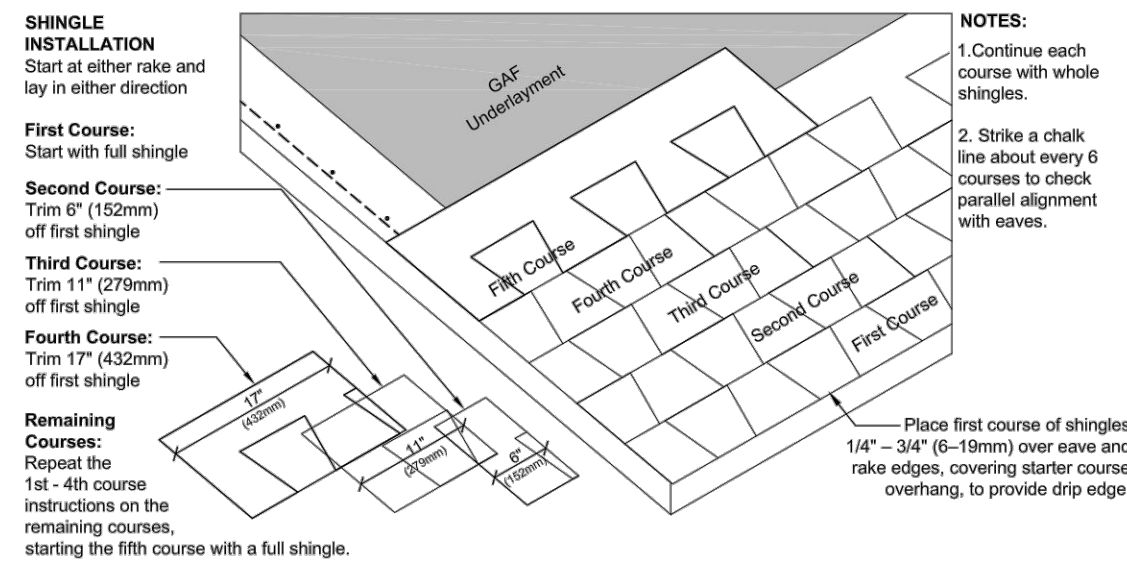 SHINGLE
INSTALLATION
Start at either rake and
lay in either direction
First Course:
Start with full shingle
Second Course:
Trim 6" (152mm)
off first shingle
Third Course:
Trim 11" (279mm)
off first shingle
Fourth Course:
Trim 17" (432mm)
off first shingle
Remaining
Courses:
Repeat the
1st - 4th course
instructions on the
remaining courses,
starting the fifth course with a full shingle.
GAF
Underlayment
Fifth Course
Fourth Course
Third Course
Second Course
First Course
17"
(432mm)
11"
(279mm)
6"
(152mm)
NOTES:
1.Continue each
course with whole
shingles.
2. Strike a chalk
line about every 6
courses to check
parallel alignment
with eaves.
Place first course of shingles
1/4" – 3/4" (6–19mm) over eave and
rake edges, covering starter course
overhang, to provide drip edge